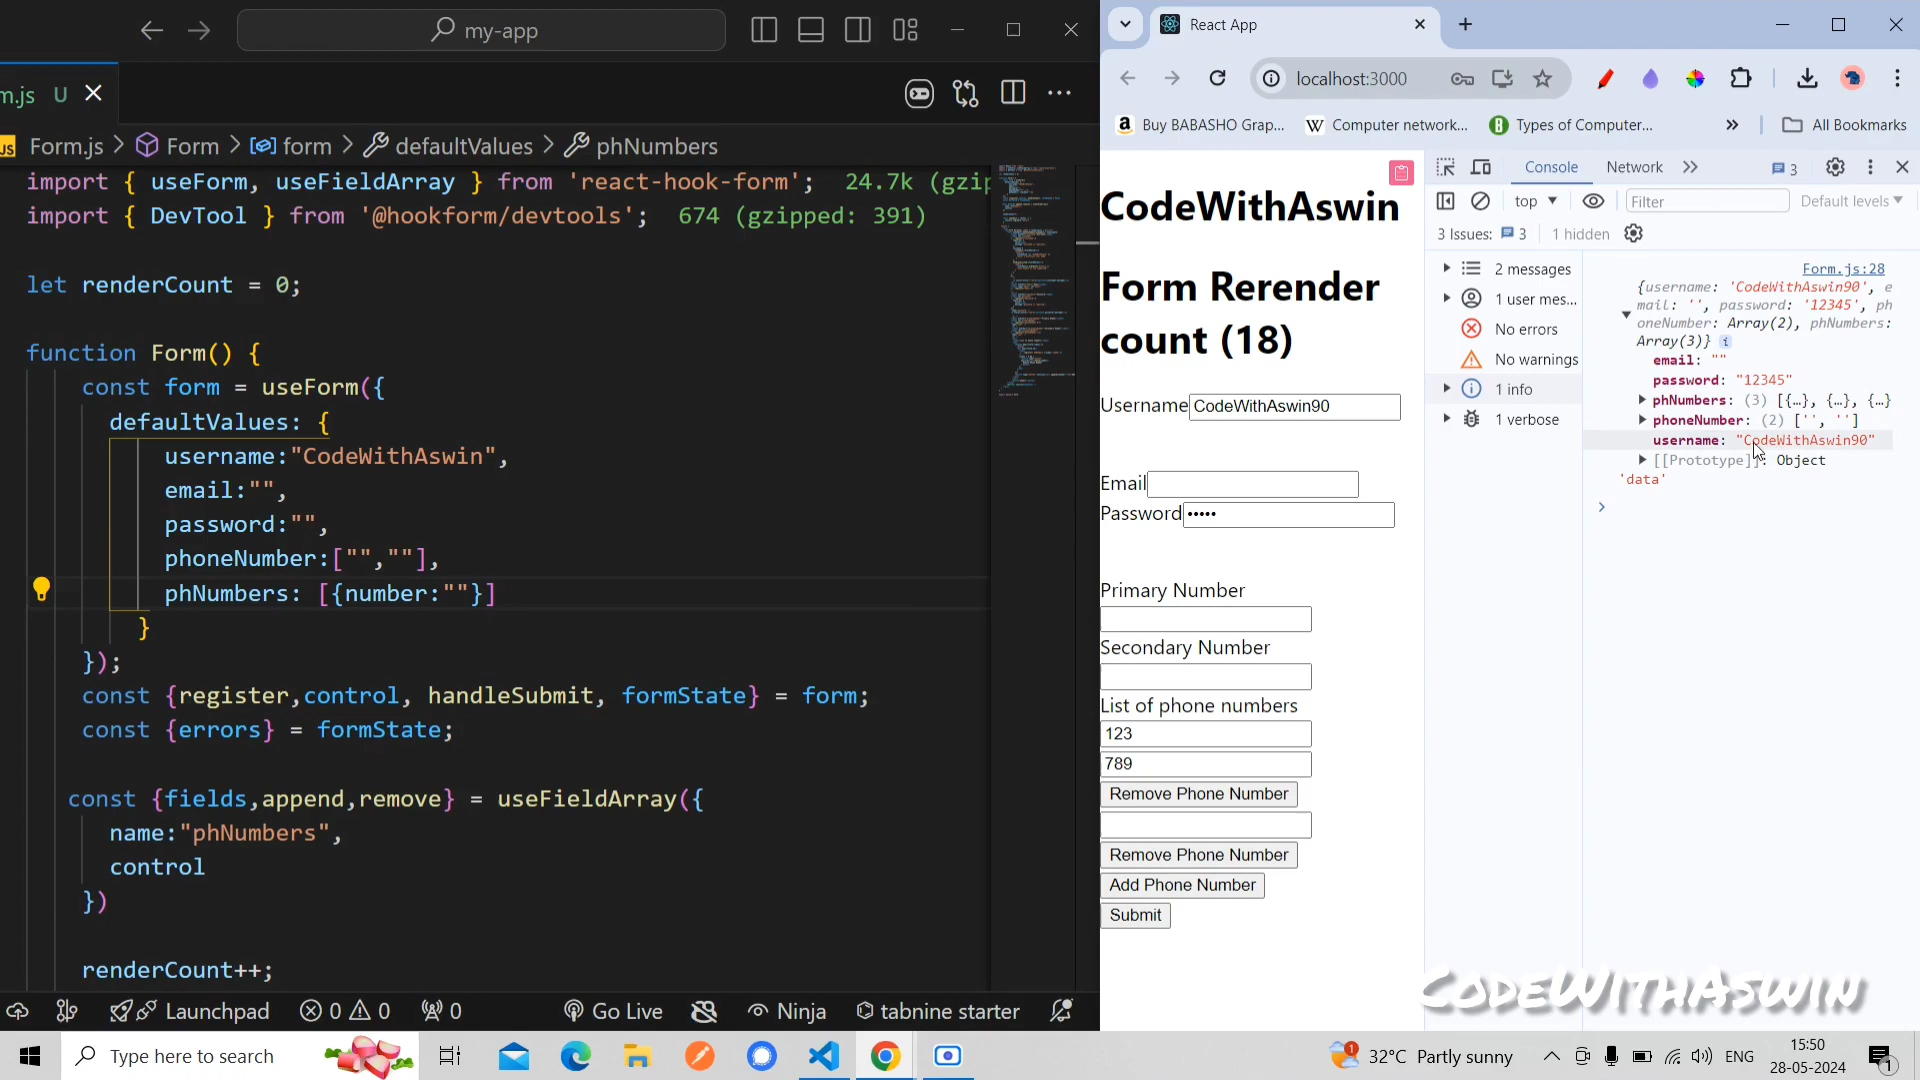 my-app
m.js U
JS Form.js > Form > form > defaultValues > phNumbers
import { useForm, useFieldArray } from 'react-hook-form'; 24.7k (gzip
import { DevTool } from '@hookform/devtools'; 674 (gzipped: 391)
let renderCount = 0;
function Form() {
const form = useForm({
defaultValues: {
username:"CodeWithAswin",
email:"",
password:"",
phoneNumber:["",""],
phNumbers: [{number:""}]
}
});
const {register,control, handleSubmit, formState} = form;
const {errors} = formState;
const {fields,append,remove} = useFieldArray({
name:"phNumbers",
control
})
renderCount++;
Launchpad 0 0 0 Go Live Ninja tabnine starter
React App
localhost:3000
Buy BABASHO Grap... Computer network... Types of Computer... All Bookmarks
CodeWithAswin
Form Rerender
count (18)
Username CodeWithAswin90
Email
Password •••••
Primary Number
Secondary Number
List of phone numbers
123
789
Remove Phone Number
Remove Phone Number
Add Phone Number
Submit
Console Network 3
top Filter Default levels
3 Issues: 3 1 hidden
2 messages
1 user mes...
No errors
No warnings
1 info
1 verbose
Form.js:28
{username: 'CodeWithAswin90', e
mail: '', password: '12345', ph
oneNumber: Array(2), phNumbers:
Array(3)} i
email: ""
password: "12345"
phNumbers: (3) [{…}, {…}, {…}
phoneNumber: (2) ['', '']
username: "CodeWithAswin90"
[[Prototype]]: Object
'data'
CodeWithAswin
Type here to search
1 32°C Partly sunny ENG 15:50
28-05-2024 1